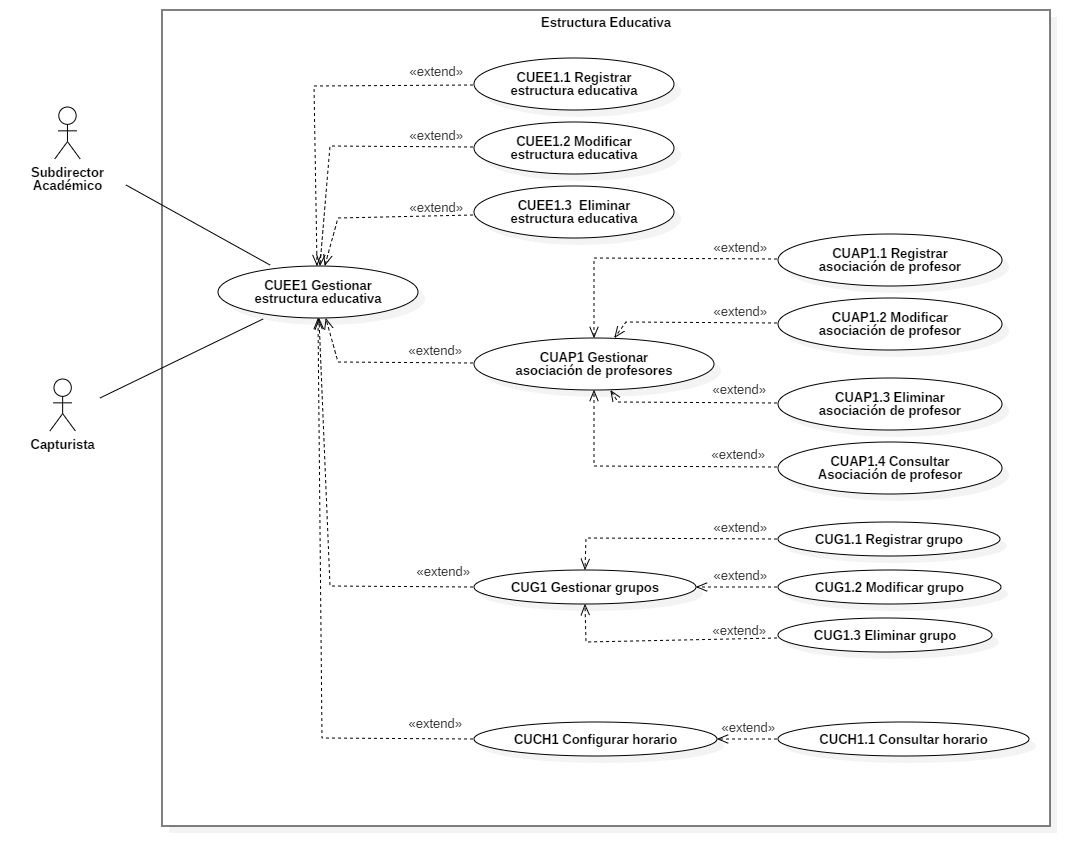 Estructura Educativa
«extend»
CUEE1.1 Registrar
estructura educativa
«extend»
CUEE1.2 Modificar
estructura educativa
Subdirector
Académico
«extend»
CUEE1.3  Eliminar
estructura educativa
«extend»
CUAP1.1 Registrar
asociación de profesor
CUEE1 Gestionar
estructura educativa
«extend»
CUAP1.2 Modificar
asociación de profesor
«extend»
CUAP1 Gestionar
asociación de profesores
«extend»
CUAP1.3 Eliminar
asociación de profesor
Capturista
«extend»
CUAP1.4 Consultar
Asociación de profesor
«extend»
CUG1.1 Registrar grupo
«extend»
CUG1 Gestionar grupos
«extend»
CUG1.2 Modificar grupo
«extend»
CUG1.3 Eliminar grupo
«extend»
CUCH1 Configurar horario
«extend»
CUCH1.1 Consultar horario